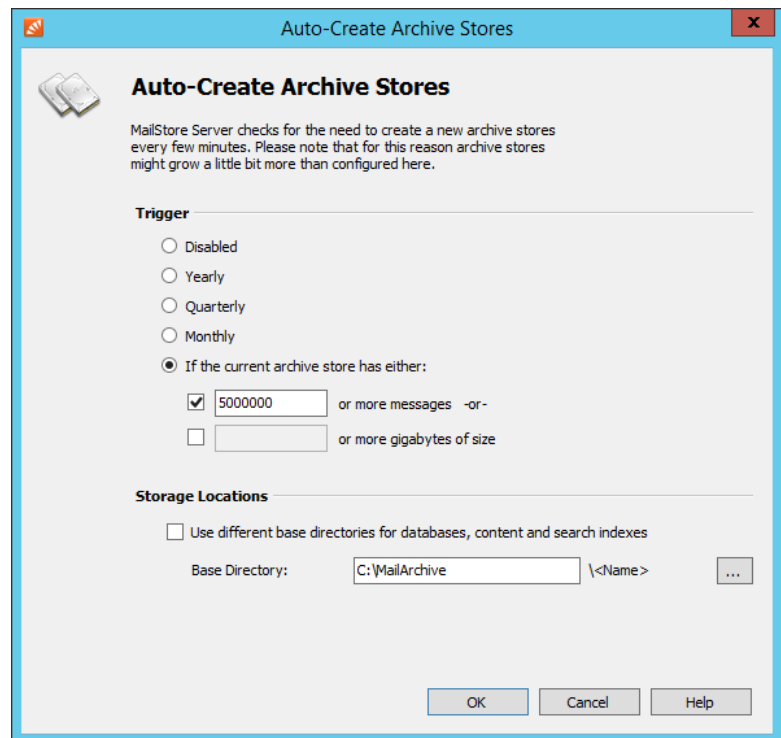 Auto-Create Archive Stores
x
Auto-Create Archive Stores
MailStore Server checks for the need to create a new archive stores
every few minutes. Please note that for this reason archive stores
might grow a little bit more than configured here.
Trigger
Disabled
Yearly
Quarterly
Monthly
If the current archive store has either:
5000000 or more messages -or-
or more gigabytes of size
Storage Locations
Use different base directories for databases, content and search indexes
Base Directory: C:\MailArchive \<Name> ...
OK Cancel Help